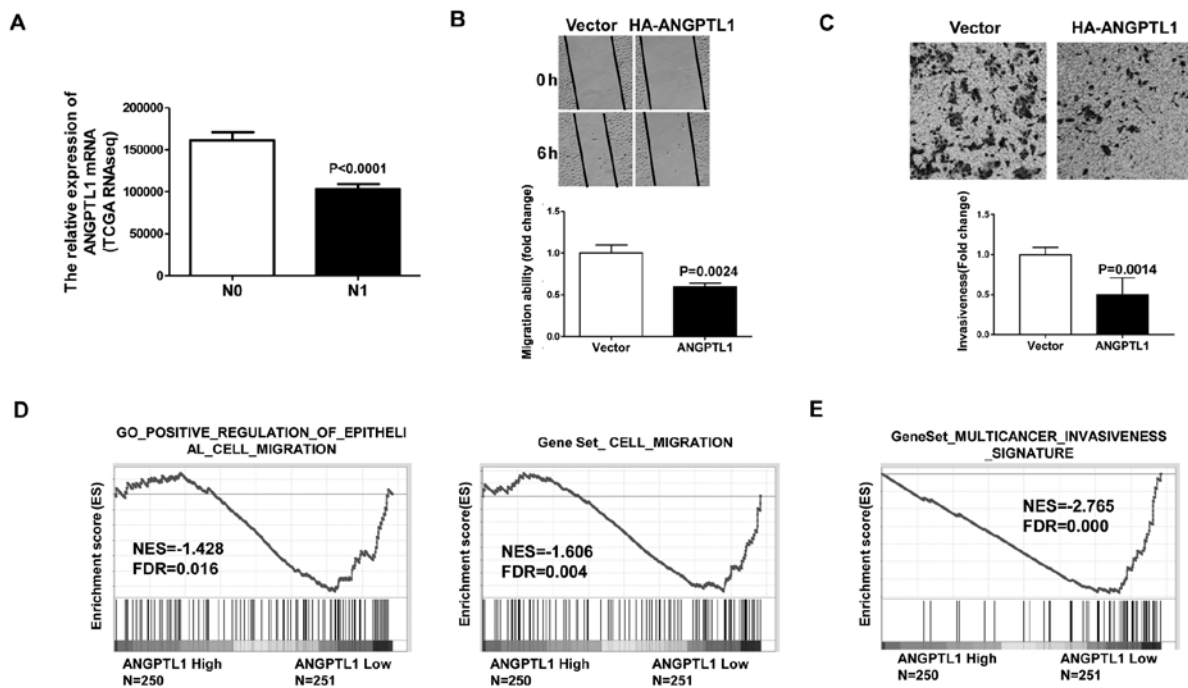 A
The relative expression of
ANGPTL1 mRNA
(TCGA RNAseq)
200000
150000
100000
50000
0
P<0.0001
N0
N1
B
Vector HA-ANGPTL1
0h
6h
Migration ability (fold change)
1.5
1.0
0.5
0.0
P=0.0024
Vector
ANGPTL1
C
Vector
HA-ANGPTL1
Invasiveness(Fold change)
1.5
1.0
0.5
0.0
P=0.0014
Vector
ANGPTL1
D
GO_POSITIVE_REGULATION_OF_EPITHELI
AL_CELL_MIGRATION
Enrichment score (ES)
NES=-1.428
FDR=0.016
ANGPTL1 High
N=250
ANGPTL1 Low
N=251
Gene Set_ CELL_MIGRATION
Enrichment score(ES)
NES=-1.606
FDR=0.004
ANGPTL1 High
N=250
ANGPTL1 Low
N=251
E
GeneSet_MULTICANCER_INVASIVENESS
_SIGNATURE
Enrichment score(ES)
NES=-2.765
FDR=0.000
ANGPTL1 High
N=250
ANGPTL1 Low
N=251